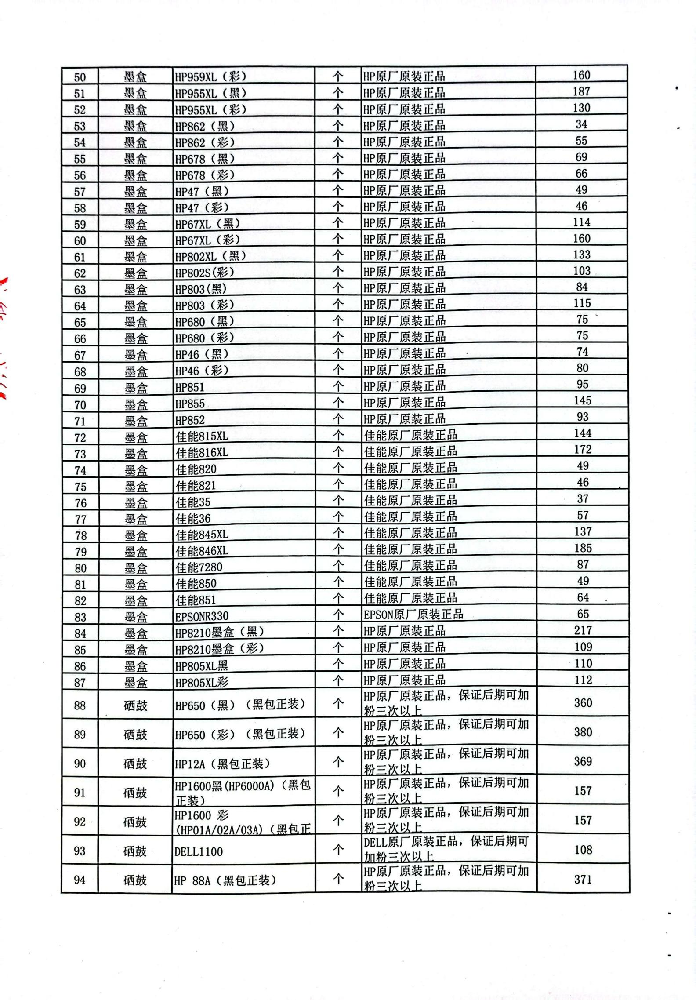 50 墨盒 HP959XL（彩） 个 HP原厂原装正品 160
51 墨盒 HP955XL（黑） 个 HP原厂原装正品 187
52 墨盒 HP955XL（彩） 个 HP原厂原装正品 130
53 墨盒 HP862（黑） 个 HP原厂原装正品 34
54 墨盒 HP862（彩） 个 HP原厂原装正品 55
55 墨盒 HP678（黑） 个 HP原厂原装正品 69
56 墨盒 HP678（彩） 个 HP原厂原装正品 66
57 墨盒 HP47（黑） 个 HP原厂原装正品 49
58 墨盒 HP47（彩） 个 HP原厂原装正品 46
59 墨盒 HP67XL（黑） 个 HP原厂原装正品 114
60 墨盒 HP67XL（彩） 个 HP原厂原装正品 160
61 墨盒 HP802XL（黑） 个 HP原厂原装正品 133
62 墨盒 HP802S(彩） 个 HP原厂原装正品 103
63 墨盒 HP803(黑) 个 HP原厂原装正品 84
64 墨盒 HP803（彩） 个 HP原厂原装正品 115
65 墨盒 HP680（黑） 个 HP原厂原装正品 75
66 墨盒 HP680（彩） 个 HP原厂原装正品 75
67 墨盒 HP46（黑） 个 HP原厂原装正品 74
68 墨盒 HP46（彩） 个 HP原厂原装正品 80
69 墨盒 HP851 个 HP原厂原装正品 95
70 墨盒 HP855 个 HP原厂原装正品 145
71 墨盒 HP852 个 HP原厂原装正品 93
72 墨盒 佳能815XL 个 佳能原厂原装正品 144
73 墨盒 佳能816XL 个 佳能原厂原装正品 172
74 墨盒 佳能820 个 佳能原厂原装正品 49
75 墨盒 佳能821 个 佳能原厂原装正品 46
76 墨盒 佳能35 个 佳能原厂原装正品 37
77 墨盒 佳能36 个 佳能原厂原装正品 57
78 墨盒 佳能845XL 个 佳能原厂原装正品 137
79 墨盒 佳能846XL 个 佳能原厂原装正品 185
80 墨盒 佳能7280 个 佳能原厂原装正品 87
81 墨盒 佳能850 个 佳能原厂原装正品 49
82 墨盒 佳能851 个 佳能原厂原装正品 64
83 墨盒 EPSONR330 个 EPSON原厂原装正品 65
84 墨盒 HP8210墨盒（黑） 个 HP原厂原装正品 217
85 墨盒 HP8210墨盒（彩） 个 HP原厂原装正品 109
86 墨盒 HP805XL黑 个 HP原厂原装正品 110
87 墨盒 HP805XL彩 个 HP原厂原装正品 112
88 硒鼓 HP650（黑）（黑包正装） 个 HP原厂原装正品，保证后期可加
粉三次以上 360
89 硒鼓 HP650（彩）（黑包正装） 个 HP原厂原装正品，保证后期可加
粉三次以上 380
90 硒鼓 HP12A（黑包正装） 个 HP原厂原装正品，保证后期可加
粉三次以上 369
91 硒鼓 HP1600黑(HP6000A)（黑包
正装） 个 HP原厂原装正品，保证后期可加
粉三次以上 157
92 硒鼓 HP1600 彩
(HP01A/02A/03A)（黑包正 个 HP原厂原装正品，保证后期可加
粉三次以上 157
93 硒鼓 DELL1100 个 DELL原厂原装正品，保证后期可
加粉三次以上 108
94 硒鼓 HP 88A（黑包正装） 个 HP原厂原装正品，保证后期可加
粉三次以上 371